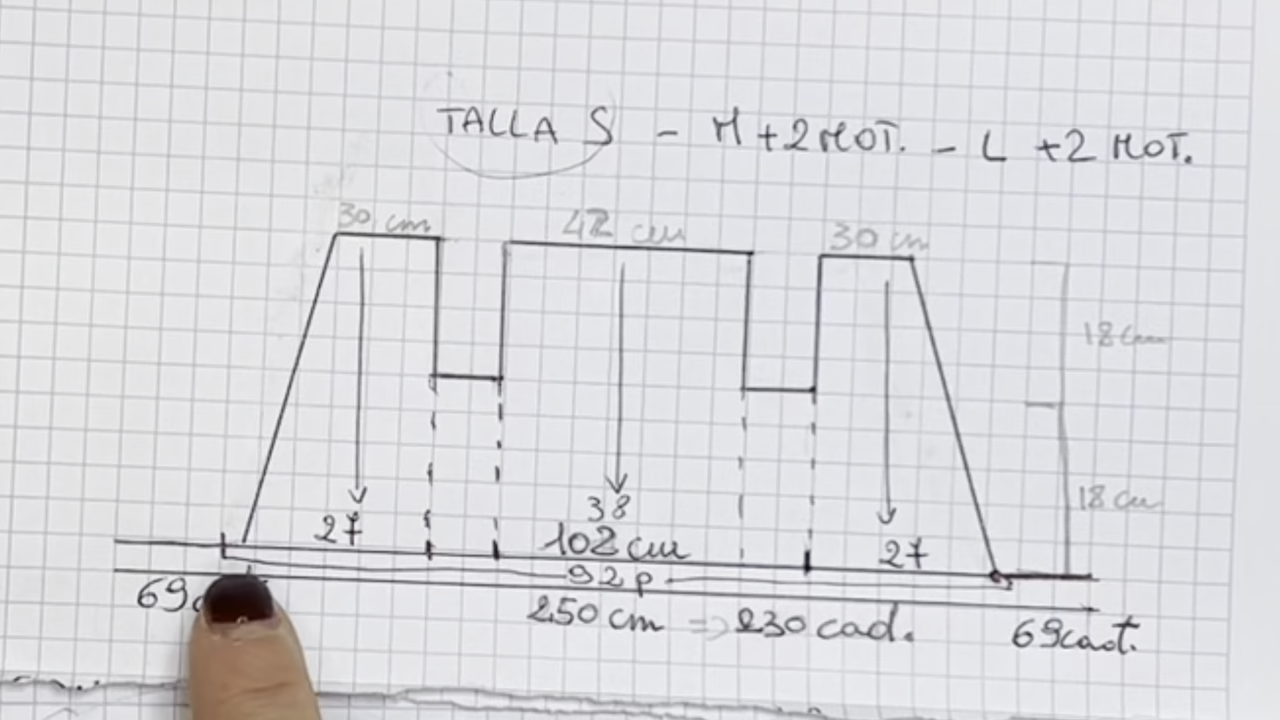 TALLA S - M +2 MOT. - L +2 MOT.
30 cm 42 cm 30 cm
18 cm
18 cm
38
27 102 cm 27
92 p
250 cm => 230 cad. 69 cad.